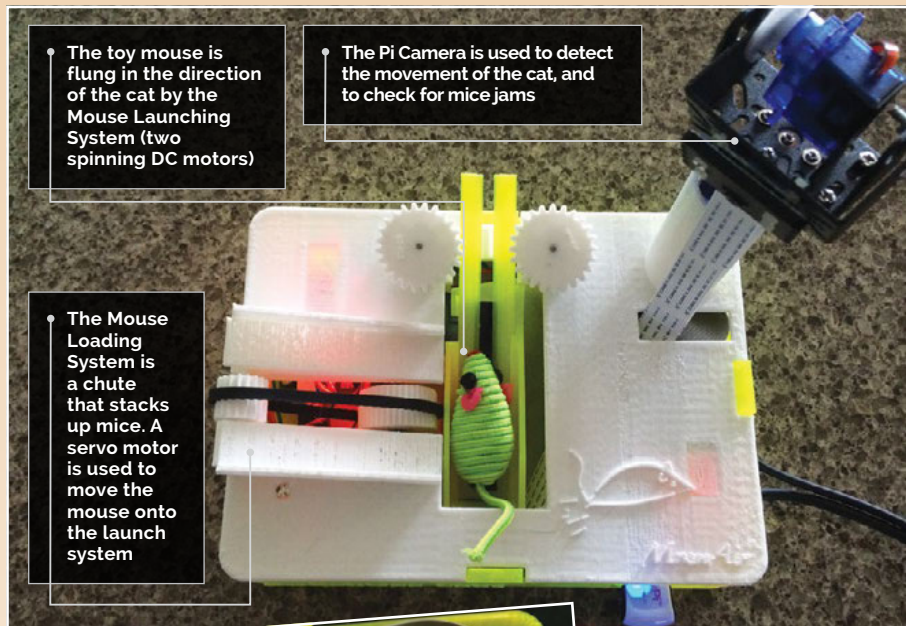 The toy mouse is
flung in the direction
of the cat by the
Mouse Launching
System (two
spinning DC motors)
The Pi Camera is used to detect
the movement of the cat, and
to check for mice jams
The Mouse
Loading
System is
a chute
that stacks
up mice. A
servo motor
is used to
move the
mouse onto
the launch
system